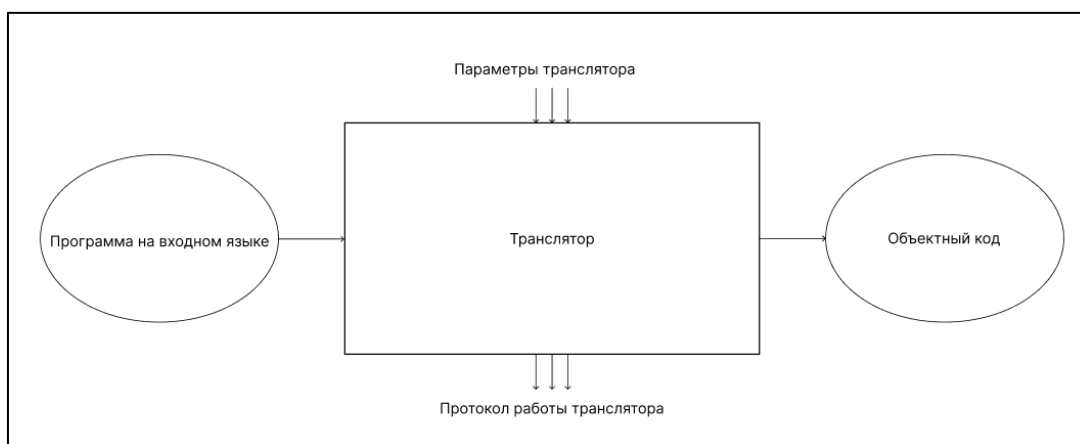 Параметры транслятора
Программа на входном языке
Транслятор
Объектный код
Протокол работы транслятора